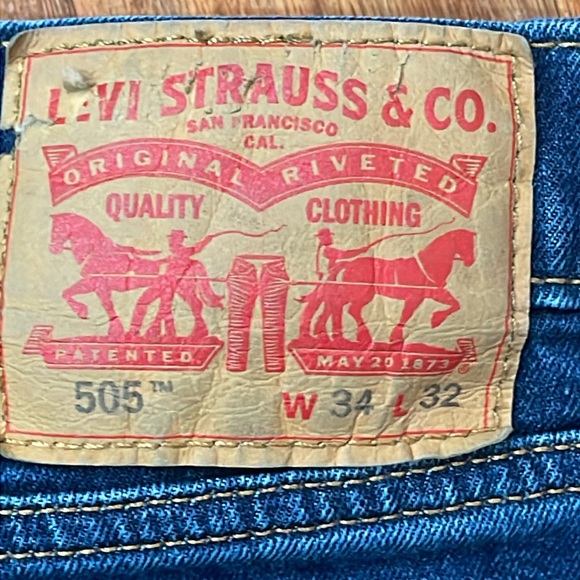 LEVI STRAUSS & CO.
SAN FRANCISCO
CAL.
ORIGINAL RIVETED
QUALITY CLOTHING
PATENTED MAY 20 1873 ®
505™ W 34 L 32